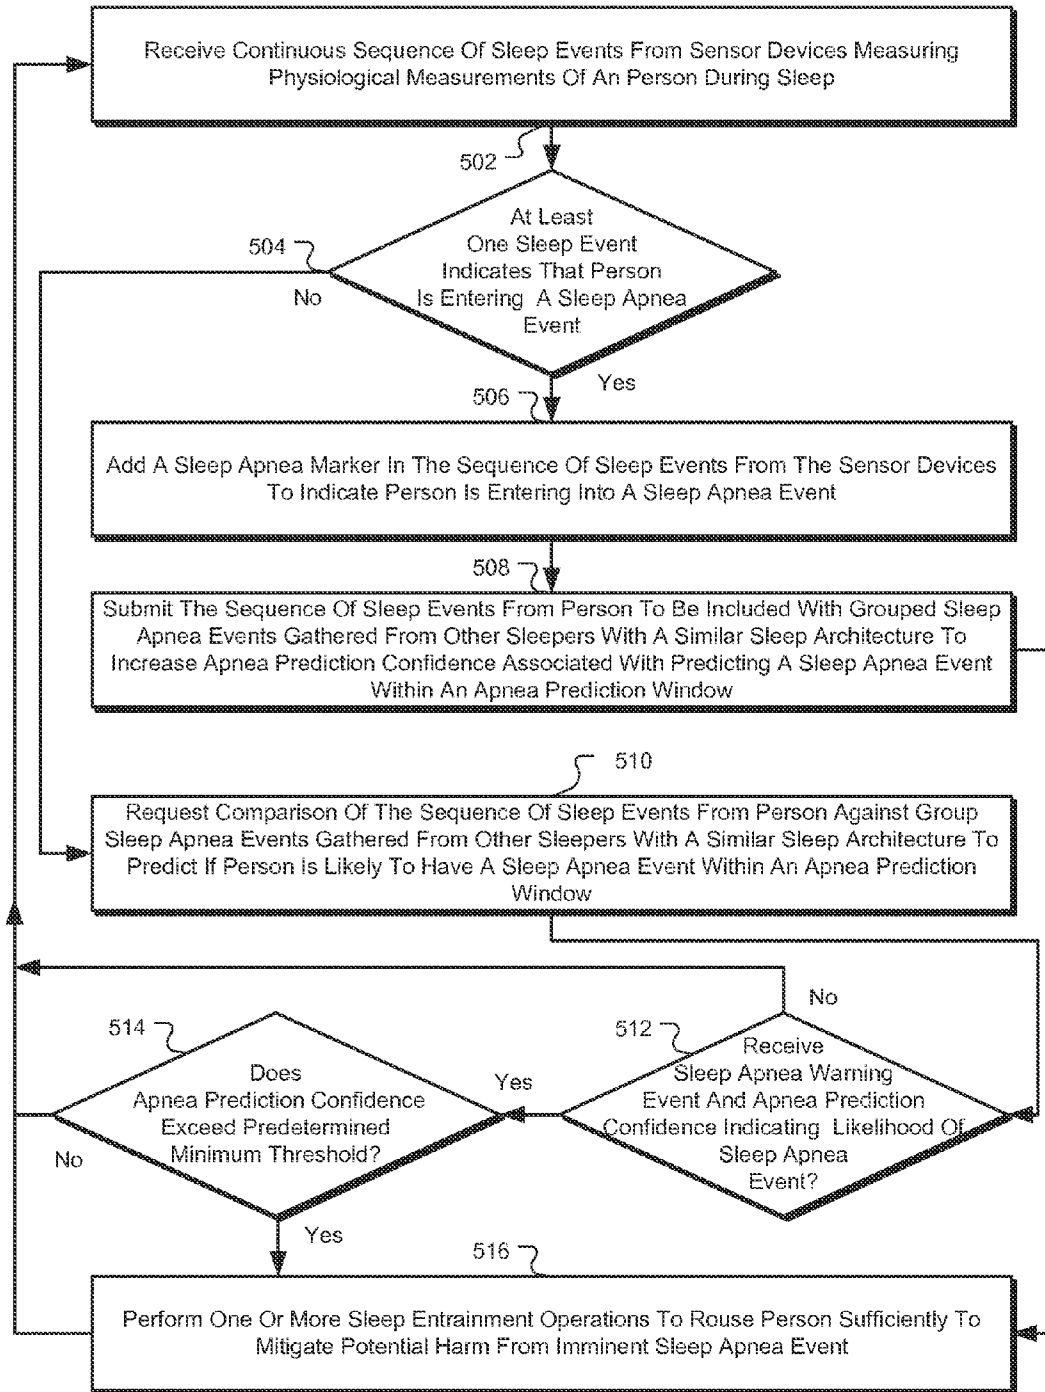 Receive Continuous Sequence Of Sleep Events From Sensor Devices Measuring
Physiological Measurements Of An Person During Sleep
502
At Least
One Sleep Event
Indicates That Person
Is Entering A Sleep Apnea
Event
504
No
Yes
506
Add A Sleep Apnea Marker In The Sequence Of Sleep Events From The Sensor Devices
To Indicate Person Is Entering Into A Sleep Apnea Event
508
Submit The Sequence Of Sleep Events From Person To Be Included With Grouped Sleep
Apnea Events Gathered From Other Sleepers With A Similar Sleep Architecture To
Increase Apnea Prediction Confidence Associated With Predicting A Sleep Apnea Event
Within An Apnea Prediction Window
510
Request Comparison Of The Sequence Of Sleep Events From Person Against Group
Sleep Apnea Events Gathered From Other Sleepers With A Similar Sleep Architecture To
Predict If Person Is Likely To Have A Sleep Apnea Event Within An Apnea Prediction
Window
No
512
Receive
Sleep Apnea Warning
Event And Apnea Prediction
Confidence Indicating Likelihood Of
Sleep Apnea
Event?
Yes
514
Does
Apnea Prediction Confidence
Exceed Predetermined
Minimum Threshold?
No
Yes
516
Perform One Or More Sleep Entrainment Operations To Rouse Person Sufficiently To
Mitigate Potential Harm From Imminent Sleep Apnea Event